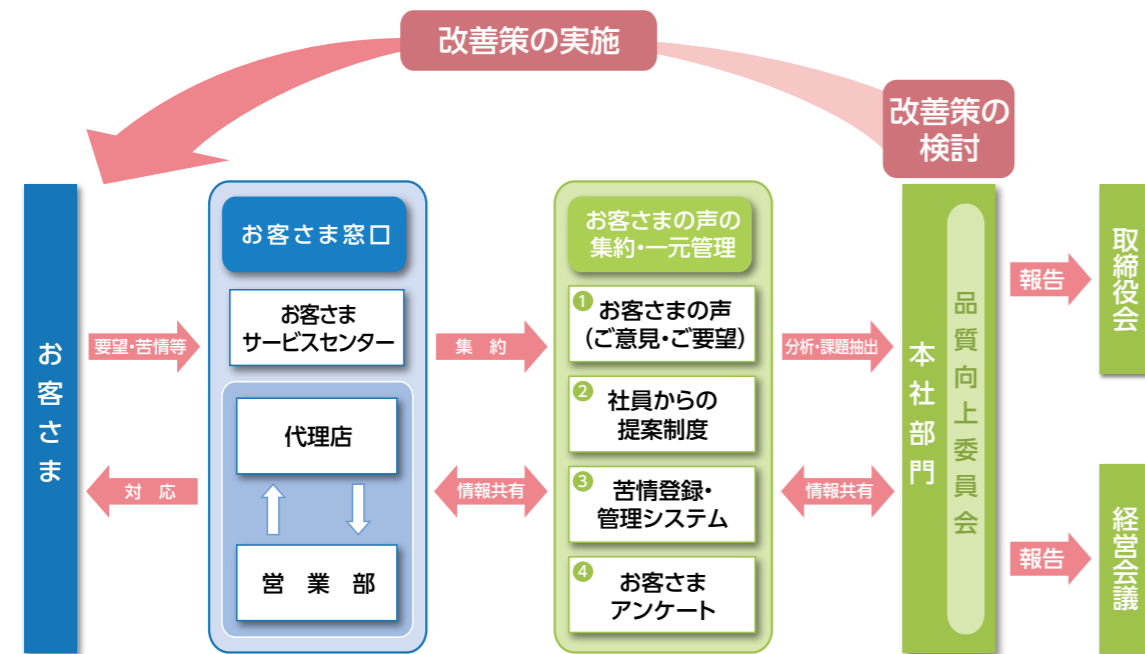 改善策の実施
改善策の
検討
お客さま
要望・苦情等
対 応
お客さま窓口
お客さま
サービスセンター
代理店
営 業 部
集 約
情報共有
お客さまの声の
集約・一元管理
1 お客さまの声
(ご意見・ご要望)
2 社員からの
提案制度
3 苦情登録・
管理システム
4 お客さま
アンケート
分析・課題抽出
情報共有
本社部門
品質向上委員会
報告
取締役会
報告
経営会議